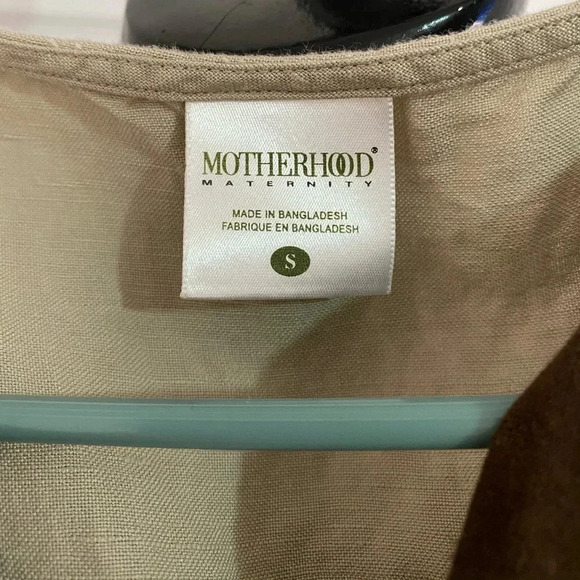 MOTHERHOOD®
MATERNITY
MADE IN BANGLADESH
FABRIQUE EN BANGLADESH
S